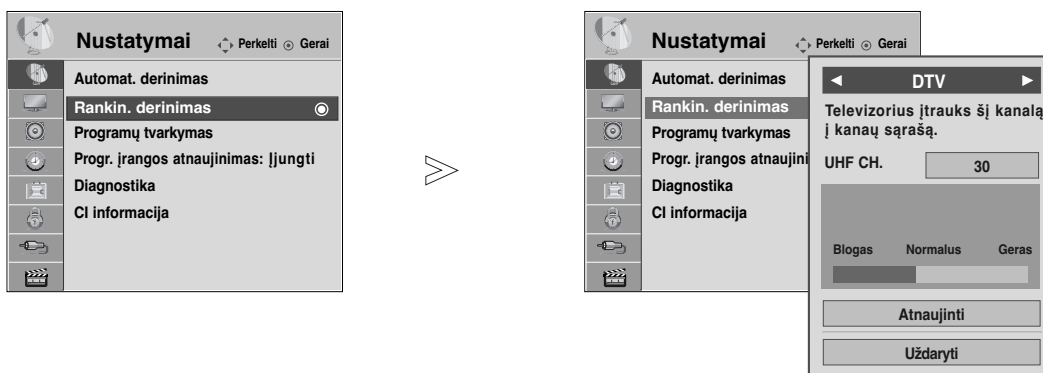 Nustatymai Perkelti Gerai
Automat. derinimas
Rankin. derinimas
Programų tvarkymas
Progr. įrangos atnaujinimas: Įjungti
Diagnostika
CI informacija
Nustatymai Perkelti Gerai
Automat. derinimas
Rankin. derinimas
Programų tvarkymas
Progr. įrangos atnaujini
Diagnostika
CI informacija
DTV
Televizorius įtrauks šį kanalą
į kanaų sąrašą.
UHF CH. 30
Blogas Normalus Geras
Atnaujinti
Uždaryti